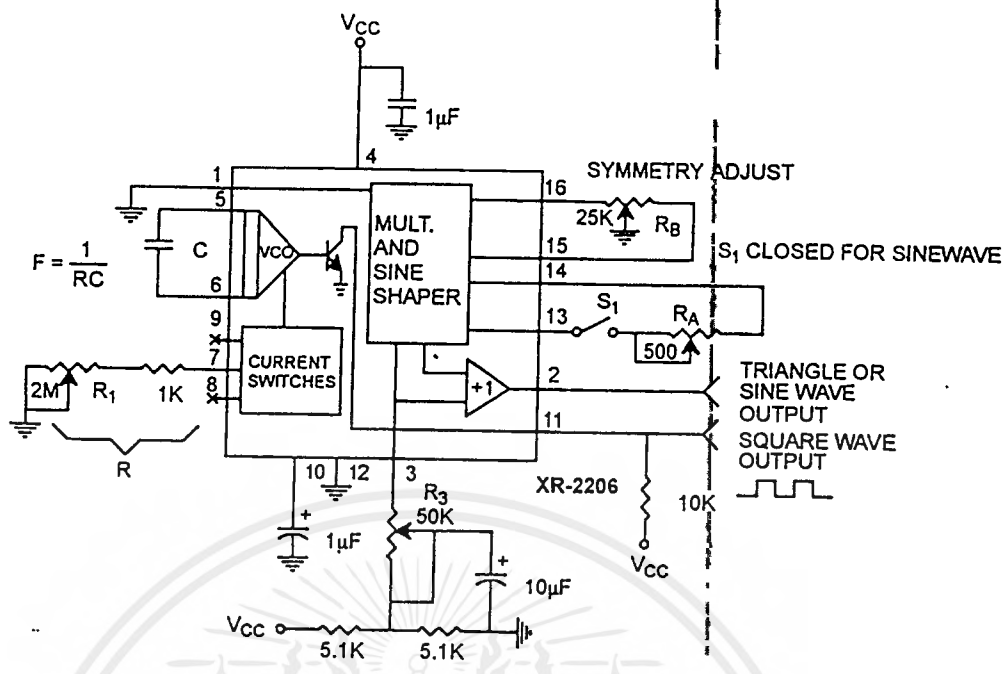 VCC
1μF
4
1
16
SYMMETRY ADJUST
5
25K
RB
MULT.
AND
SINE
SHAPER
15
C
VCO
F = 1/RC
S1 CLOSED FOR SINEWAVE
14
6
S1
RA
13
9
500
7
CURRENT
SWITCHES
+1
2
TRIANGLE OR
SINE WAVE
OUTPUT
2M
R1
1K
8
11
SQUARE WAVE
OUTPUT
R
10
12
3
XR-2206
R3
50K
10K
1μF
+
+
10μF
VCC
VCC
5.1K
5.1K